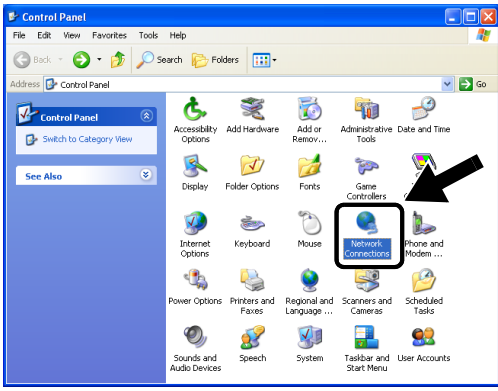 Control Panel
File Edit View Favorites Tools Help
Back Search Folders
Address Control Panel Go
Control Panel
Switch to Category View
See Also
Accessibility Options
Add Hardware
Add or Remov...
Administrative Tools
Date and Time
Display
Folder Options
Fonts
Game Controllers
Internet Options
Keyboard
Mouse
Network Connections
Phone and Modem ...
Power Options
Printers and Faxes
Regional and Language ...
Scanners and Cameras
Scheduled Tasks
Sounds and Audio Devices
Speech
System
Taskbar and Start Menu
User Accounts